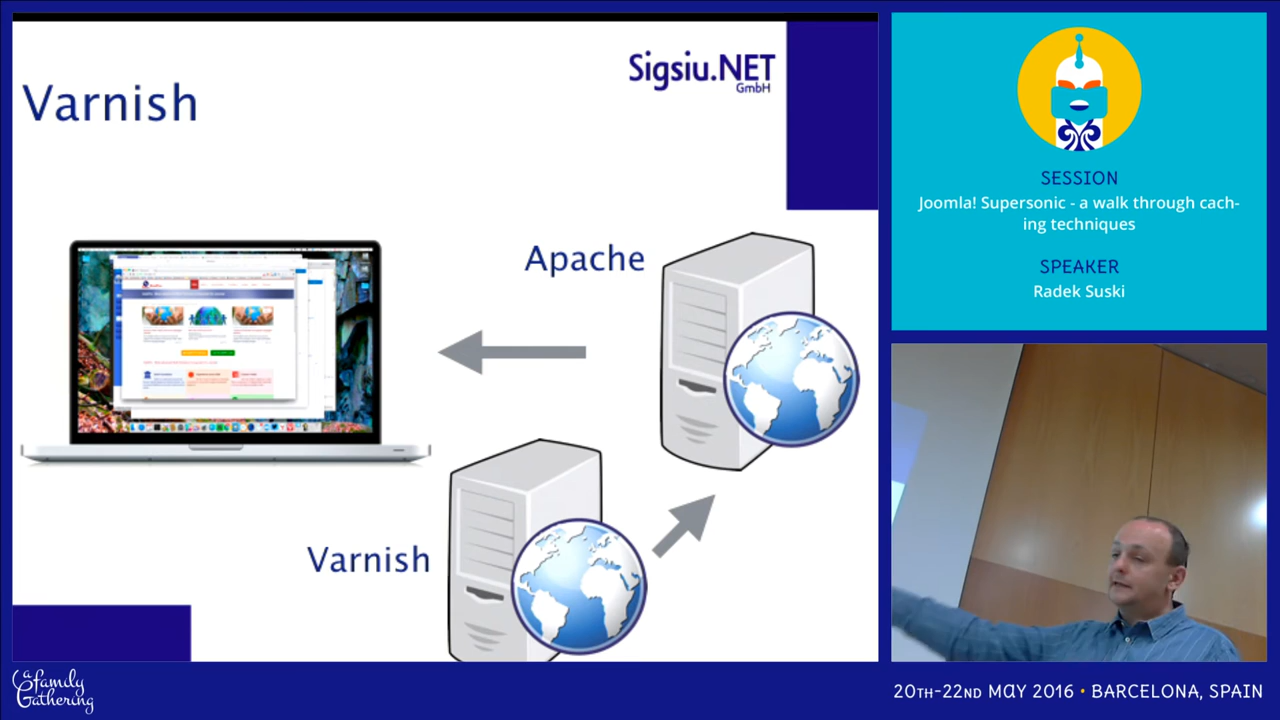 Varnish
Sigsiu.NET
GmbH
Apache
Varnish
SESSION
Joomla! Supersonic - a walk through cach-
ing techniques
SPEAKER
Radek Suski
a
Family
Gathering
20TH-22ND MAY 2016 • BARCELONA, SPAIN